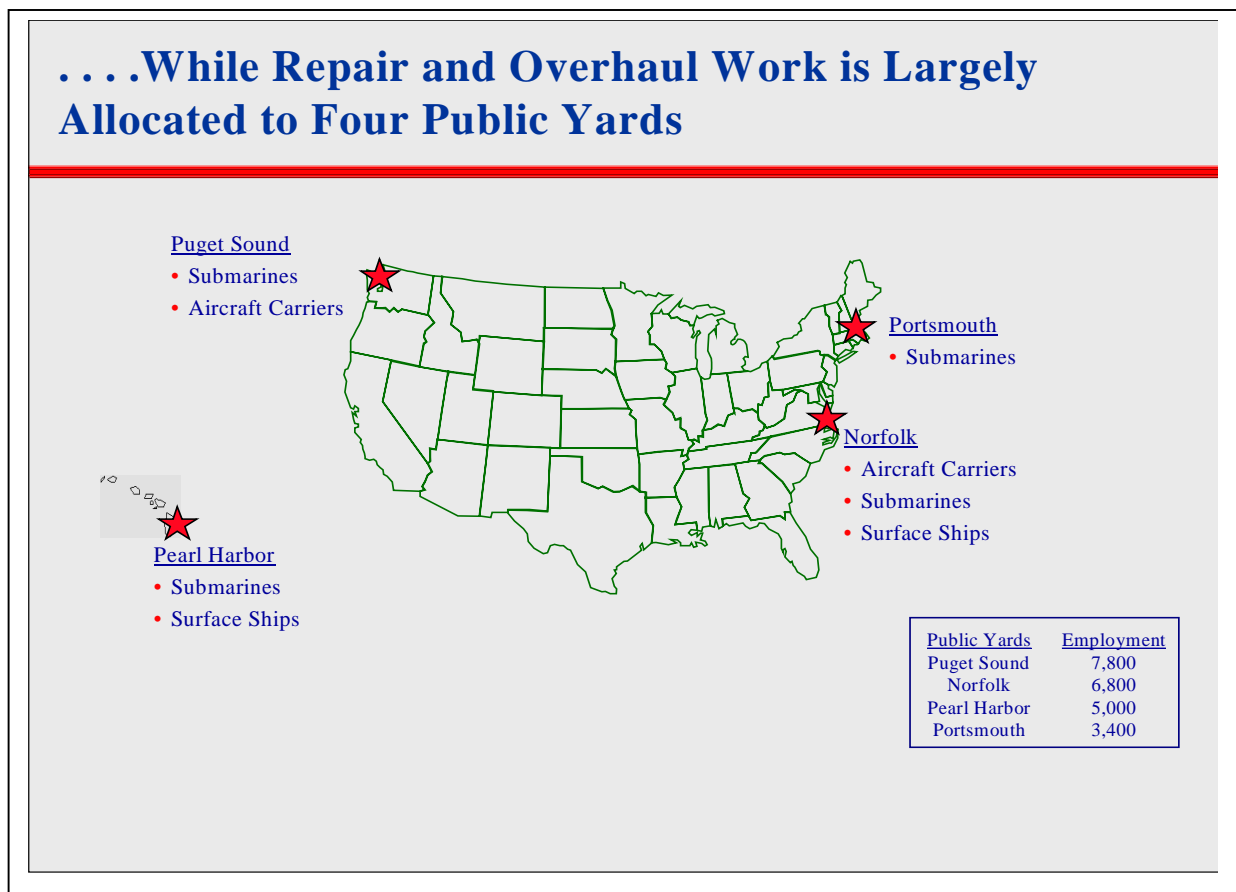 . . . .While Repair and Overhaul Work is Largely
Allocated to Four Public Yards
Puget Sound
• Submarines
• Aircraft Carriers
Portsmouth
• Submarines
Norfolk
• Aircraft Carriers
• Submarines
• Surface Ships
Pearl Harbor
• Submarines
• Surface Ships
Public Yards Employment
Puget Sound 7,800
Norfolk 6,800
Pearl Harbor 5,000
Portsmouth 3,400